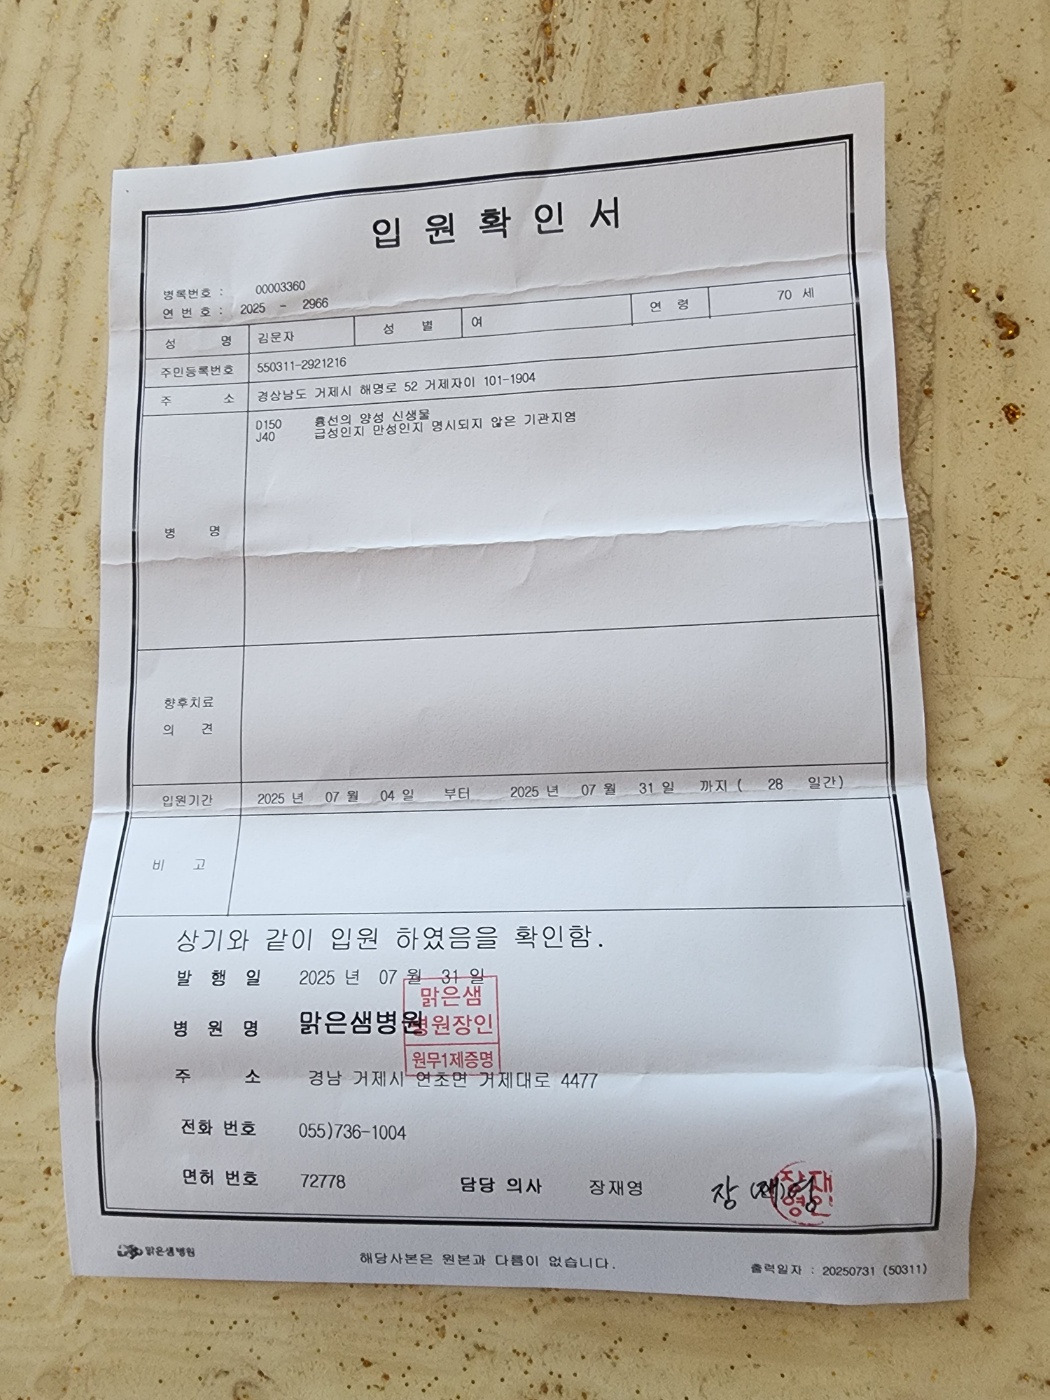 입원확인서
병록번호 : 00003360
연번호 : 2025 - 2966
성 명 김문자 성 별 여 연 령 70 세
주민등록번호 550311-2921216
주 소 경상남도 거제시 해명로 52 거제자이 101-1904
병 명
D150 흉선의 양성 신생물
J40 급성인지 만성인지 명시되지 않은 기관지염
향후치료
의 견
입원기간 2025 년 07 월 04 일 부터 2025 년 07 월 31 일 까지 ( 28 일간)
비 고
상기와 같이 입원 하였음을 확인함.
발 행 일 2025 년 07 월 31 일
병 원 명 맑은샘병원
맑은샘
병원장인
원무1제증명
주 소 경남 거제시 연초면 거제대로 4477
전화 번호 055)736-1004
면허 번호 72778 담당 의사 장재영
장재영
장재
영인
맑은샘병원 해당사본은 원본과 다름이 없습니다. 출력일자 : 20250731 (50311)